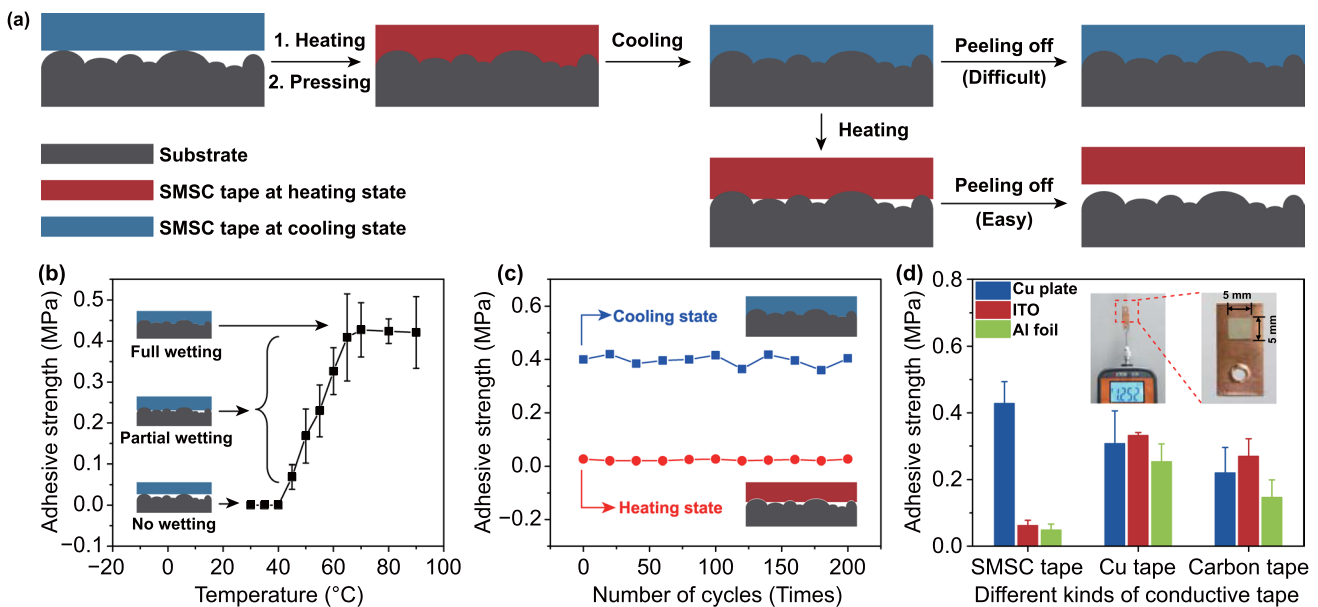 (a)
1. Heating
2. Pressing
Cooling
Peeling off
(Difficult)
Heating
Peeling off
(Easy)
Substrate
SMSC tape at heating state
SMSC tape at cooling state
(b)
Adhesive strength (MPa)
0.5
0.4
0.3
0.2
0.1
0.0
−0.1
Full wetting
Partial wetting
No wetting
−20 0 20 40 60 80 100
Temperature (°C)
(c)
Adhesive strength (MPa)
0.6
0.4
0.2
0.0
−0.2
Cooling state
Heating state
0 40 80 120 160 200
Number of cycles (Times)
(d)
Adhesive strength (MPa)
0.8
0.6
0.4
0.2
0.0
Cu plate
ITO
Al foil
5 mm
5 mm
SMSC tape Cu tape Carbon tape
Different kinds of conductive tape